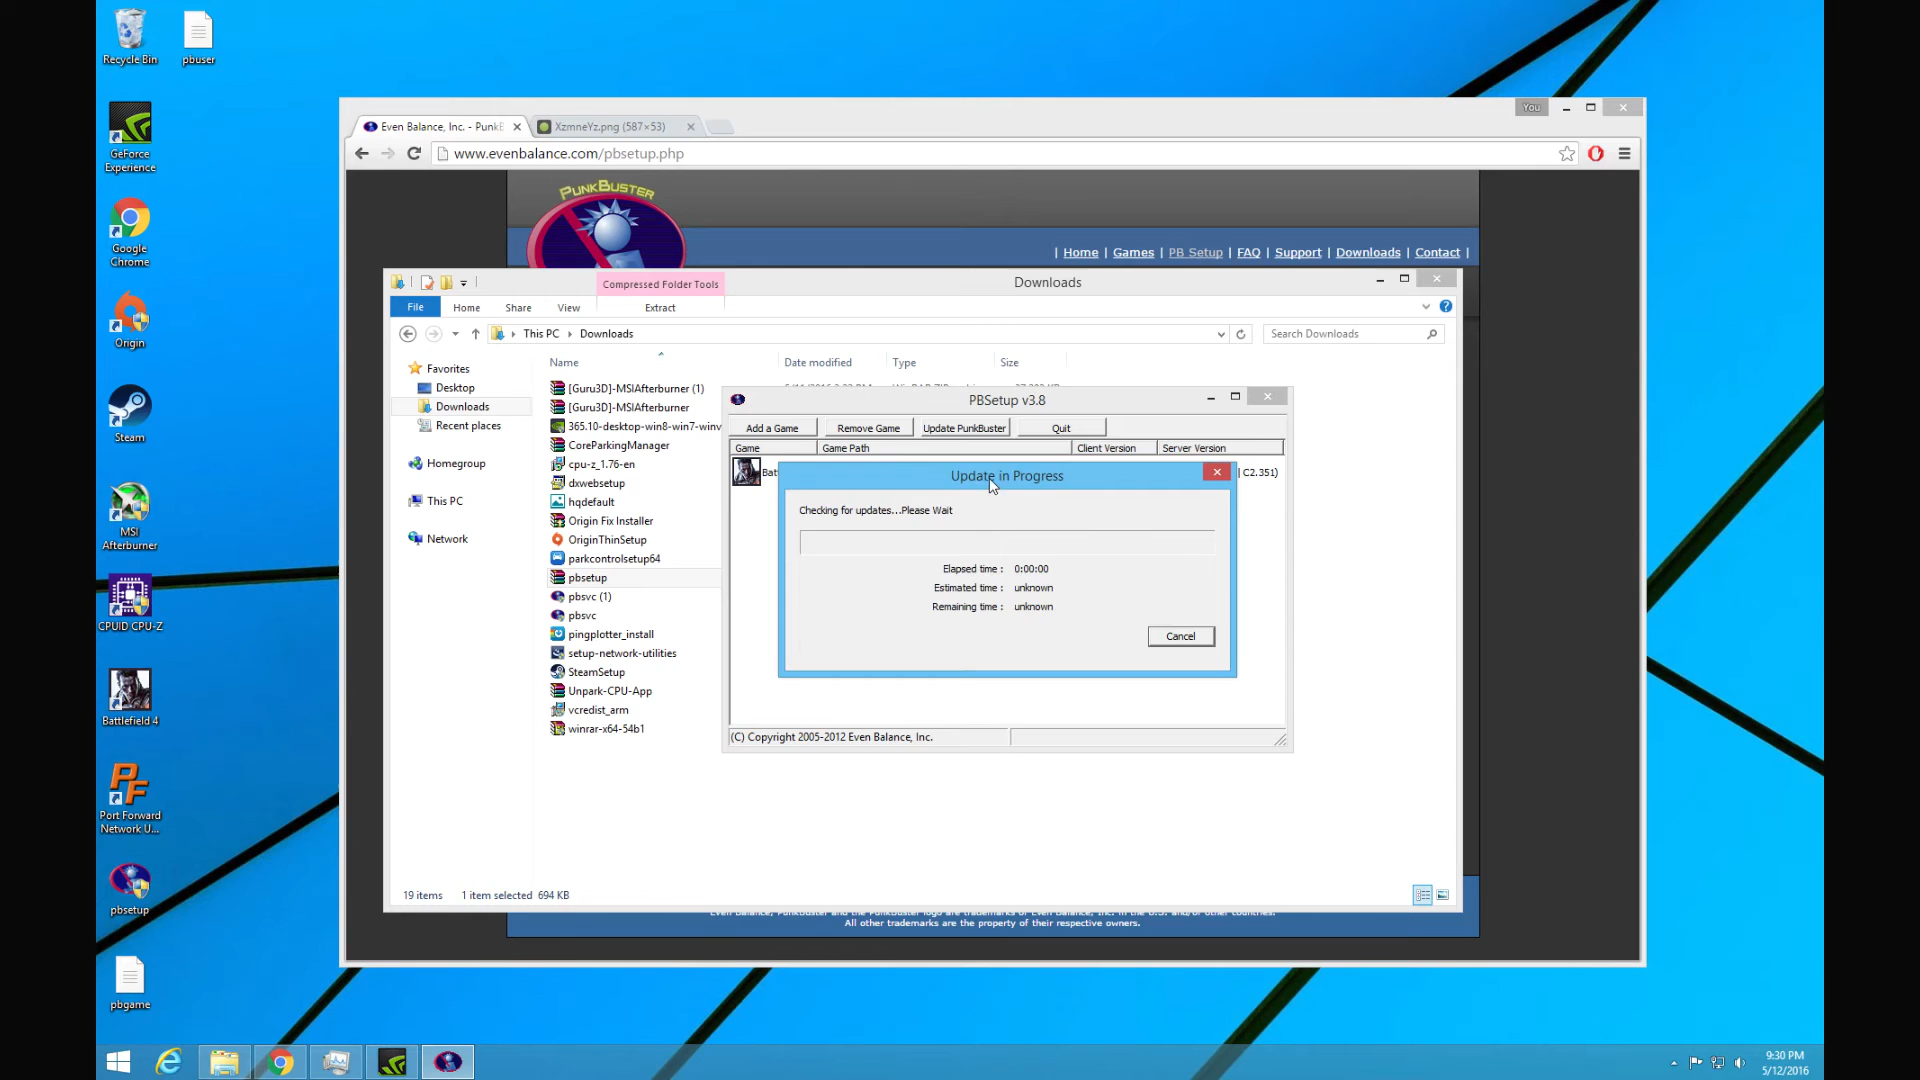 Recycle Bin
pbuser
GeForce
Experience
Google
Chrome
Origin
Steam
MSI
Afterburner
CPUID CPU-Z
Battlefield 4
Port Forward
Network U...
pbsetup
pbgame
You
Even Balance, Inc. - PunkB
XzmneYz.png (587×53)
www.evenbalance.com/pbsetup.php
PUNKBUSTER
| Home | Games | PB Setup | FAQ | Support | Downloads | Contact |
Compressed Folder Tools
Downloads
File
Home
Share
View
Extract
This PC
Downloads
Search Downloads
Favorites
Desktop
Downloads
Recent places
Homegroup
This PC
Network
Name
Date modified
Type
Size
[Guru3D]-MSIAfterburner (1)
[Guru3D]-MSIAfterburner
365.10-desktop-win8-win7-winv
CoreParkingManager
cpu-z_1.76-en
dxwebsetup
hqdefault
Origin Fix Installer
OriginThinSetup
parkcontrolsetup64
pbsetup
pbsvc (1)
pbsvc
pingplotter_install
setup-network-utilities
SteamSetup
Unpark-CPU-App
vcredist_arm
winrar-x64-54b1
19 items
1 item selected 694 KB
PBSetup v3.8
Add a Game
Remove Game
Update PunkBuster
Quit
Game
Game Path
Client Version
Server Version
Bat
| C2.351)
Update in Progress
Checking for updates...Please Wait
Elapsed time : 0:00:00
Estimated time : unknown
Remaining time : unknown
Cancel
(C) Copyright 2005-2012 Even Balance, Inc.
All other trademarks are the property of their respective owners.
9:30 PM
5/12/2016